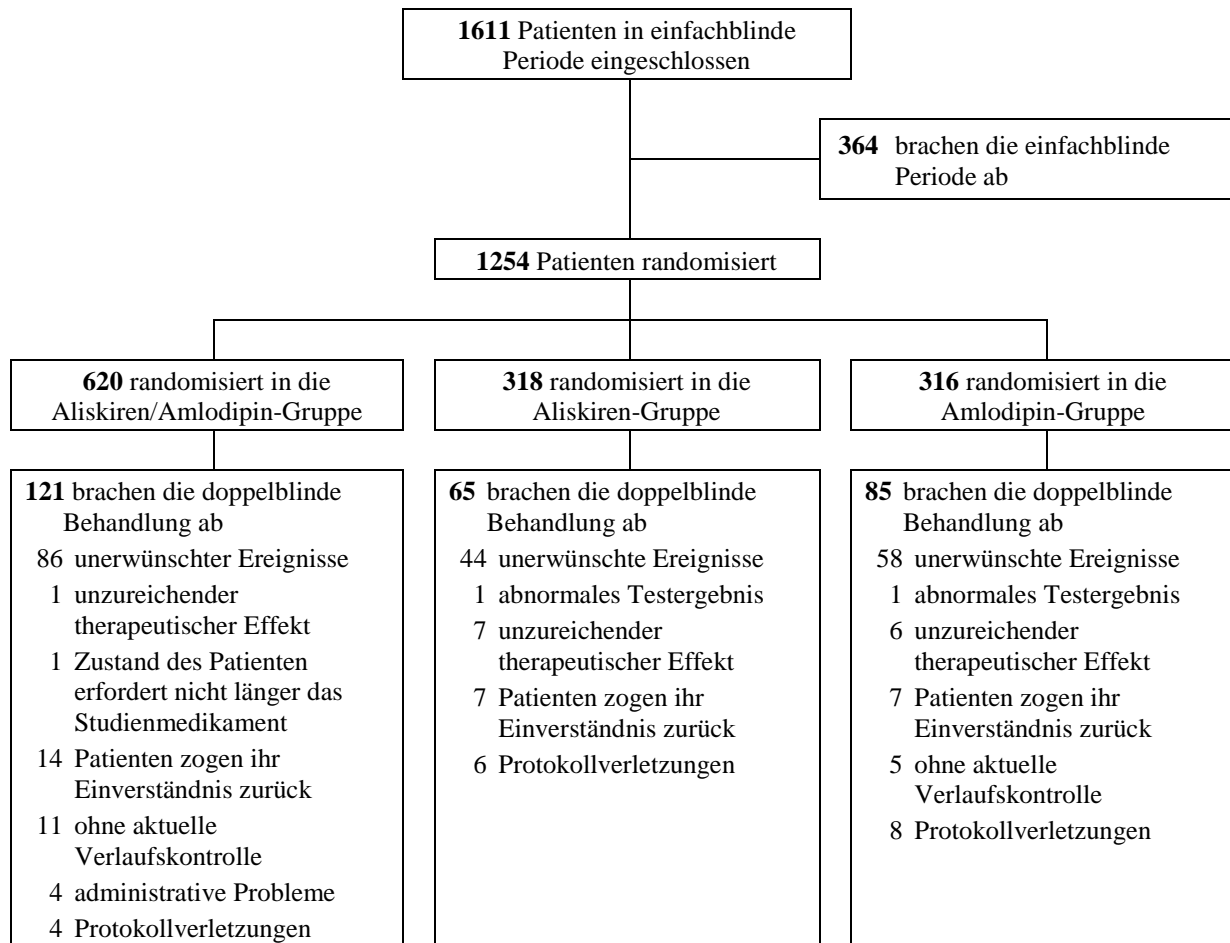 1611 Patienten in einfachblinde
Periode eingeschlossen
364 brachen die einfachblinde
Periode ab
1254 Patienten randomisiert
620 randomisiert in die
Aliskiren/Amlodipin-Gruppe
318 randomisiert in die
Aliskiren-Gruppe
316 randomisiert in die
Amlodipin-Gruppe
121 brachen die doppelblinde
Behandlung ab
86 unerwünschter Ereignisse
1 unzureichender
therapeutischer Effekt
1 Zustand des Patienten
erfordert nicht länger das
Studienmedikament
14 Patienten zogen ihr
Einverständnis zurück
11 ohne aktuelle
Verlaufskontrolle
4 administrative Probleme
4 Protokollverletzungen
65 brachen die doppelblinde
Behandlung ab
44 unerwünschte Ereignisse
1 abnormales Testergebnis
7 unzureichender
therapeutischer Effekt
7 Patienten zogen ihr
Einverständnis zurück
6 Protokollverletzungen
85 brachen die doppelblinde
Behandlung ab
58 unerwünschte Ereignisse
1 abnormales Testergebnis
6 unzureichender
therapeutischer Effekt
7 Patienten zogen ihr
Einverständnis zurück
5 ohne aktuelle
Verlaufskontrolle
8 Protokollverletzungen